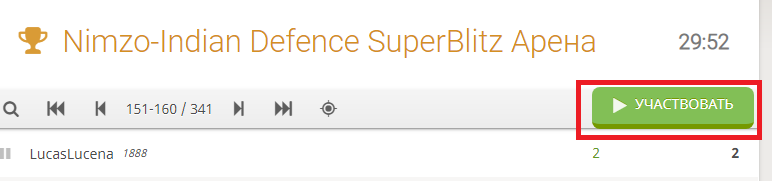 Nimzo-Indian Defence SuperBlitz Арена 29:52
151-160 / 341 УЧАСТВОВАТЬ
LucasLucena 1888 2 2